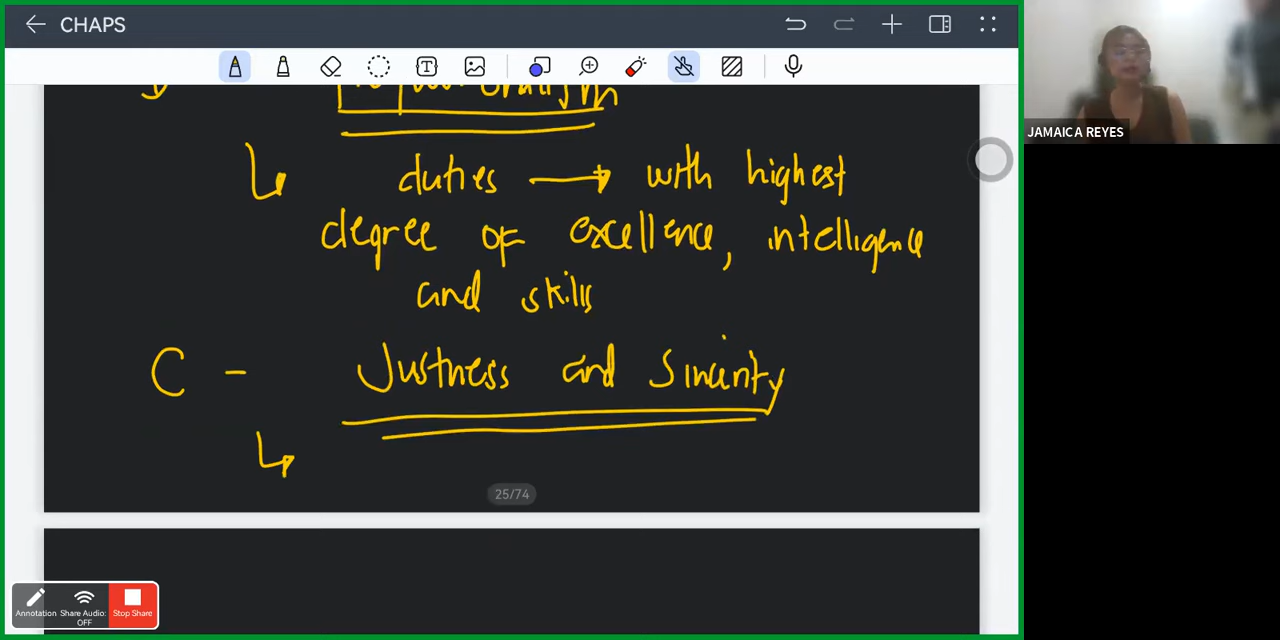 CHAPS
JAMAICA REYES
duties → with highest
degree of excellence, intelligence
and skills
C - Justness and Sincerity
25/74
Annotation
Share Audio: OFF
Stop Share